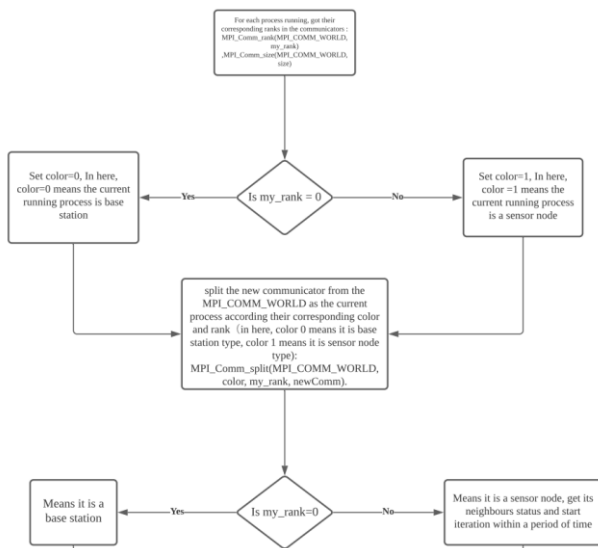 For each process running, got their
corresponding ranks in the communicators :
MPI_Comm_rank(MPI_COMM_WORLD,
my_rank)
,MPI_Comm_size(MPI_COMM_WORLD,
size)
Set color=0, In here,
color=0 means the current
running process is base
station
Yes
Is my_rank = 0
No
Set color=1, In here,
color =1 means the
current running process
is a sensor node
split the new communicator from the
MPI_COMM_WORLD as the current
process according their corresponding color
and rank（in here, color 0 means it is base
station type, color 1 means it is sensor node
type):
MPI_Comm_split(MPI_COMM_WORLD,
color, my_rank, newComm).
Means it is a
base station
Yes
Is my_rank=0
No
Means it is a sensor node, get its
neighbours status and start
iteration within a period of time